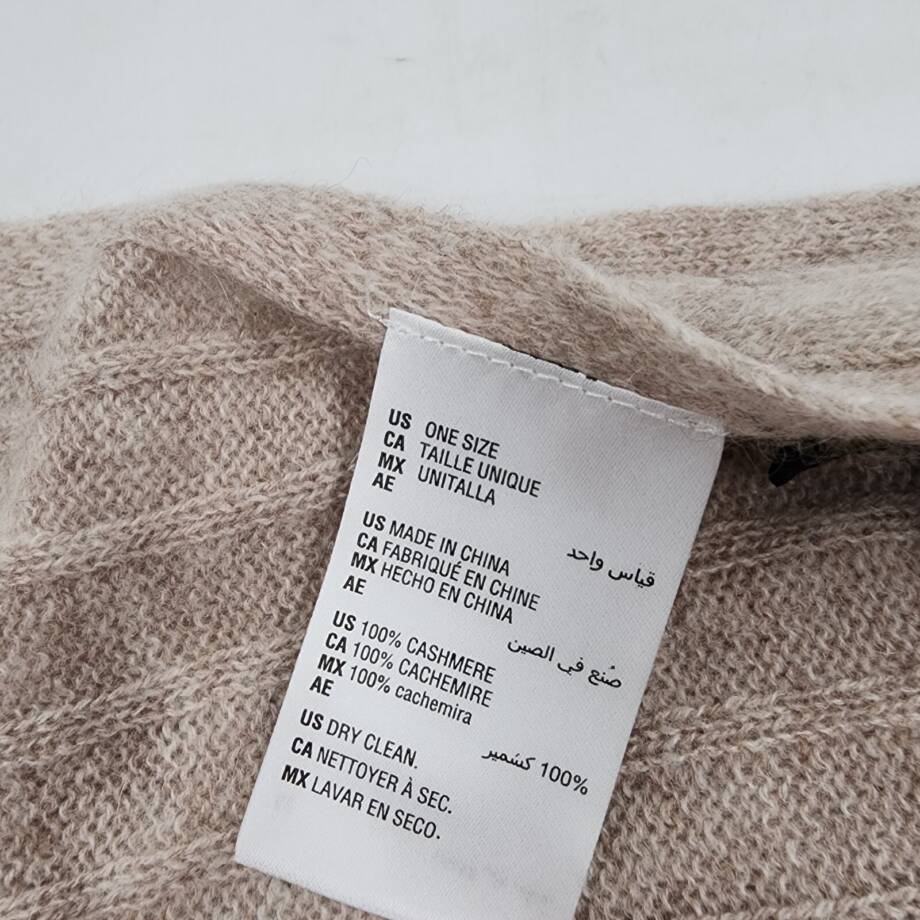 US ONE SIZE
CA TAILLE UNIQUE
MX UNITALLA
AE قياس واحد
US MADE IN CHINA
CA FABRIQUÉ EN CHINE
MX HECHO EN CHINA
AE صُنع في الصين
US 100% CASHMERE
CA 100% CACHEMIRE
MX 100% cachemira
AE 100% كشمير
US DRY CLEAN.
CA NETTOYER À SEC.
MX LAVAR EN SECO.